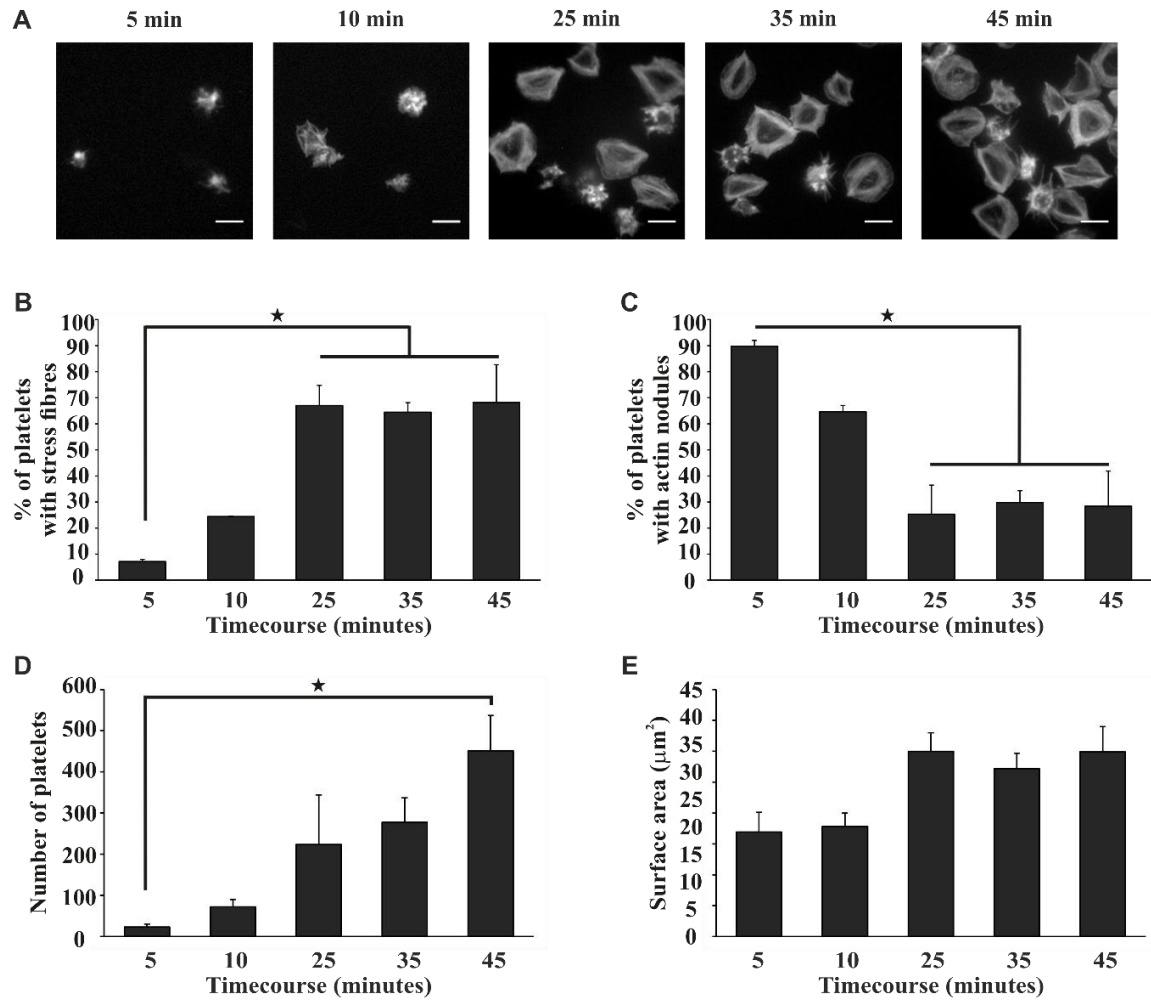 A
5 min
10 min
25 min
35 min
45 min
B
% of platelets
with stress fibres
100
90
80
70
60
50
40
30
20
10
0
★
5 10 25 35 45
Timecourse (minutes)
C
% of platelets
with actin nodules
100
90
80
70
60
50
40
30
20
10
0
★
5 10 25 35 45
Timecourse (minutes)
D
Number of platelets
600
500
400
300
200
100
0
★
5 10 25 35 45
Timecourse (minutes)
E
Surface area (µm²)
45
40
35
30
20
15
10
5
0
5 10 25 35 45
Timecourse (minutes)